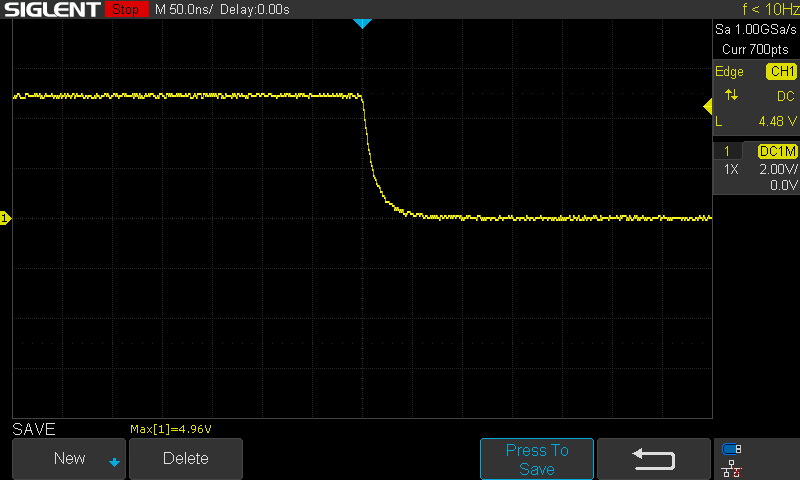 SIGLENT Stop M 50.0ns/ Delay:0.00s f < 10Hz
Sa 1.00GSa/s
Curr 700pts
Edge CH1
DC
L 4.48 V
1 DC1M
1X 2.00V/
0.0V
1
SAVE Max[1]=4.96V
New Delete Press To Save